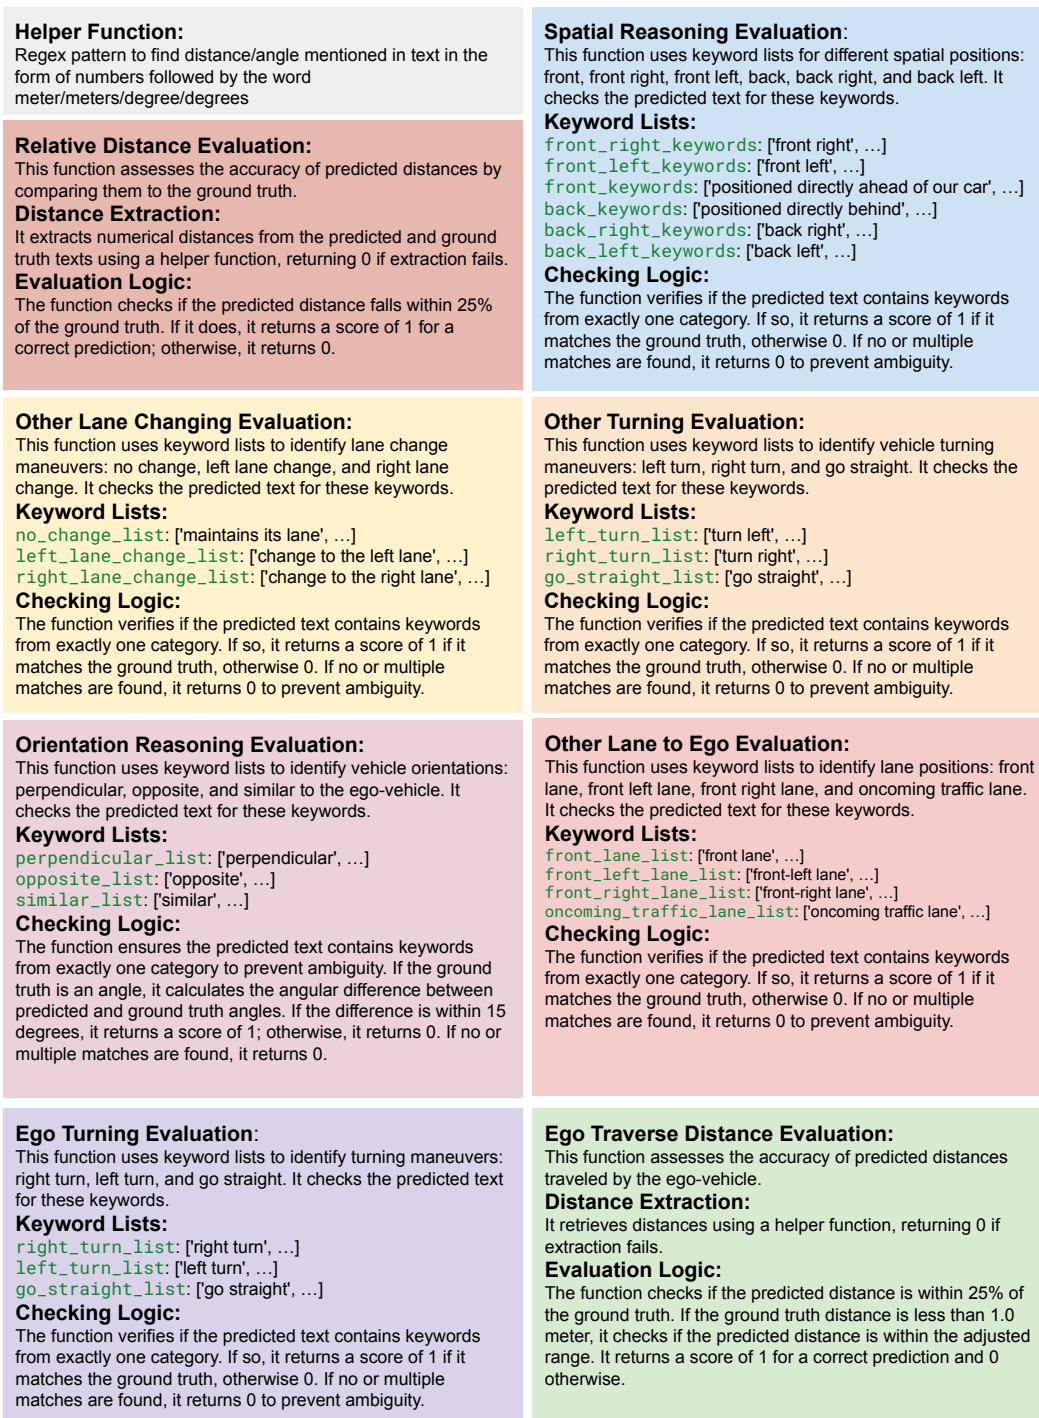 Helper Function:
Regex pattern to find distance/angle mentioned in text in the
form of numbers followed by the word
meter/meters/degree/degrees
Relative Distance Evaluation:
This function assesses the accuracy of predicted distances by
comparing them to the ground truth.
Distance Extraction:
It extracts numerical distances from the predicted and ground
truth texts using a helper function, returning 0 if extraction fails.
Evaluation Logic:
The function checks if the predicted distance falls within 25%
of the ground truth. If it does, it returns a score of 1 for a
correct prediction; otherwise, it returns 0.
Spatial Reasoning Evaluation:
This function uses keyword lists for different spatial positions:
front, front right, front left, back, back right, and back left. It
checks the predicted text for these keywords.
Keyword Lists:
front_right_keywords: ['front right', …]
front_left_keywords: ['front left', …]
front_keywords: ['positioned directly ahead of our car', …]
back_keywords: ['positioned directly behind', …]
back_right_keywords: ['back right', …]
back_left_keywords: ['back left', …]
Checking Logic:
The function verifies if the predicted text contains keywords
from exactly one category. If so, it returns a score of 1 if it
matches the ground truth, otherwise 0. If no or multiple
matches are found, it returns 0 to prevent ambiguity.
Other Lane Changing Evaluation:
This function uses keyword lists to identify lane change
maneuvers: no change, left lane change, and right lane
change. It checks the predicted text for these keywords.
Keyword Lists:
no_change_list: ['maintains its lane', …]
left_lane_change_list: ['change to the left lane', …]
right_lane_change_list: ['change to the right lane', …]
Checking Logic:
The function verifies if the predicted text contains keywords
from exactly one category. If so, it returns a score of 1 if it
matches the ground truth, otherwise 0. If no or multiple
matches are found, it returns 0 to prevent ambiguity.
Other Turning Evaluation:
This function uses keyword lists to identify vehicle turning
maneuvers: left turn, right turn, and go straight. It checks the
predicted text for these keywords.
Keyword Lists:
left_turn_list: ['turn left', …]
right_turn_list: ['turn right', …]
go_straight_list: ['go straight', …]
Checking Logic:
The function verifies if the predicted text contains keywords
from exactly one category. If so, it returns a score of 1 if it
matches the ground truth, otherwise 0. If no or multiple
matches are found, it returns 0 to prevent ambiguity.
Orientation Reasoning Evaluation:
This function uses keyword lists to identify vehicle orientations:
perpendicular, opposite, and similar to the ego-vehicle. It
checks the predicted text for these keywords.
Keyword Lists:
perpendicular_list: ['perpendicular', …]
opposite_list: ['opposite', …]
similar_list: ['similar', …]
Checking Logic:
The function ensures the predicted text contains keywords
from exactly one category to prevent ambiguity. If the ground
truth is an angle, it calculates the angular difference between
predicted and ground truth angles. If the difference is within 15
degrees, it returns a score of 1; otherwise, it returns 0. If no or
multiple matches are found, it returns 0.
Other Lane to Ego Evaluation:
This function uses keyword lists to identify lane positions: front
lane, front left lane, front right lane, and oncoming traffic lane.
It checks the predicted text for these keywords.
Keyword Lists:
front_lane_list: ['front lane', …]
front_left_lane_list: ['front-left lane', …]
front_right_lane_list: ['front-right lane', …]
oncoming_traffic_lane_list: ['oncoming traffic lane', …]
Checking Logic:
The function verifies if the predicted text contains keywords
from exactly one category. If so, it returns a score of 1 if it
matches the ground truth, otherwise 0. If no or multiple
matches are found, it returns 0 to prevent ambiguity.
Ego Turning Evaluation:
This function uses keyword lists to identify turning maneuvers:
right turn, left turn, and go straight. It checks the predicted text
for these keywords.
Keyword Lists:
right_turn_list: ['right turn', …]
left_turn_list: ['left turn', …]
go_straight_list: ['go straight', …]
Checking Logic:
The function verifies if the predicted text contains keywords
from exactly one category. If so, it returns a score of 1 if it
matches the ground truth, otherwise 0. If no or multiple
matches are found, it returns 0 to prevent ambiguity.
Ego Traverse Distance Evaluation:
This function assesses the accuracy of predicted distances
traveled by the ego-vehicle.
Distance Extraction:
It retrieves distances using a helper function, returning 0 if
extraction fails.
Evaluation Logic:
The function checks if the predicted distance is within 25% of
the ground truth. If the ground truth distance is less than 1.0
meter, it checks if the predicted distance is within the adjusted
range. It returns a score of 1 for a correct prediction and 0
otherwise.